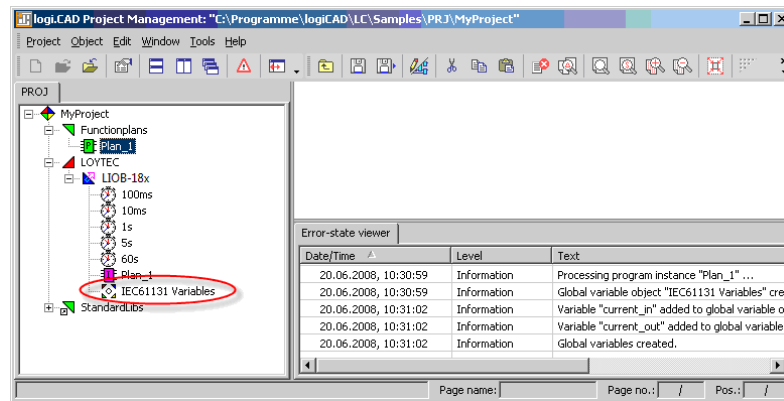 logi.CAD Project Management: "C:\Programme\logiCAD\LC\Samples\PRJ\MyProject"
Project Object Edit Window Tools Help
PROJ
MyProject
Functionplans
Plan_1
LOYTEC
LIOB-18x
100ms
10ms
1s
5s
60s
Plan_1
IEC61131 Variables
StandardLibs
Error-state viewer
Date/Time Level Text
20.06.2008, 10:30:59 Information Processing program instance "Plan_1" ...
20.06.2008, 10:30:59 Information Global variable object "IEC61131 Variables" cre
20.06.2008, 10:31:02 Information Variable "current_in" added to global variable o
20.06.2008, 10:31:02 Information Variable "current_out" added to global variable
20.06.2008, 10:31:02 Information Global variables created.
Page name: Page no.: / Pos.: /